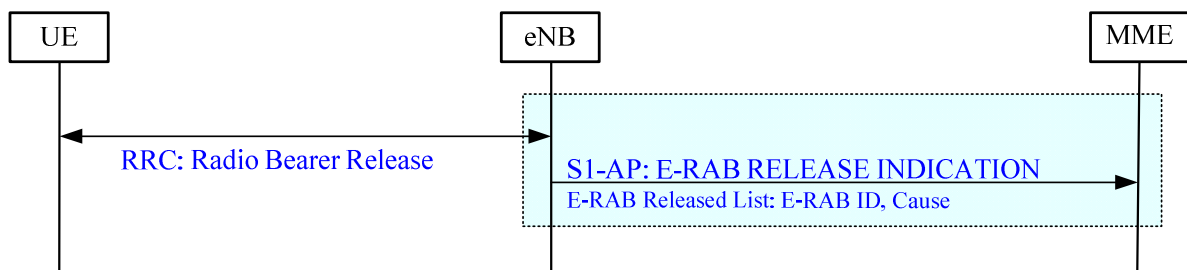 UE
eNB
MME
RRC: Radio Bearer Release
S1-AP: E-RAB RELEASE INDICATION
E-RAB Released List: E-RAB ID, Cause